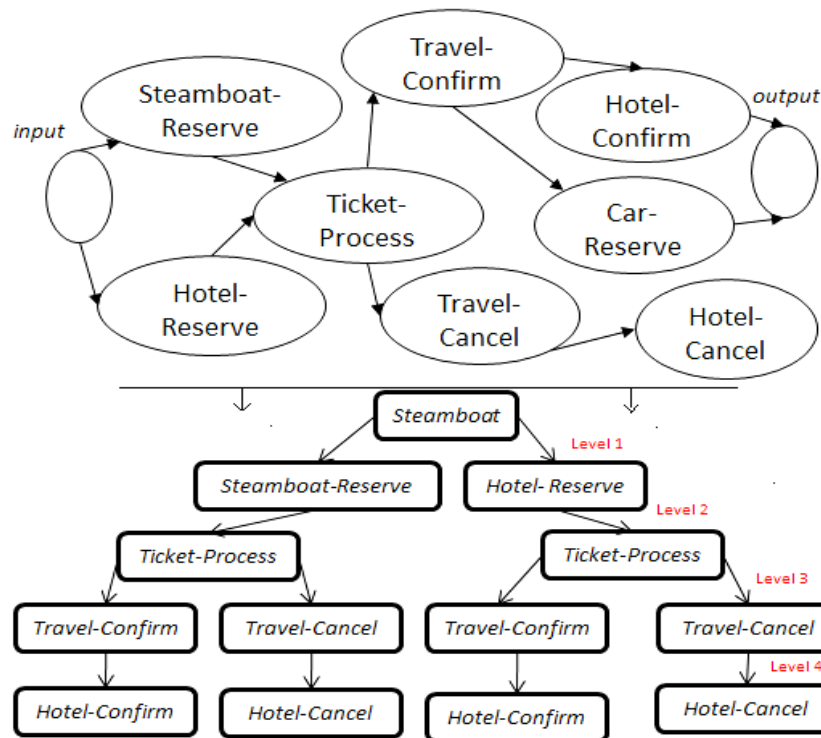 input
Steamboat-
Reserve
Travel-
Confirm
Hotel-
Confirm
output
Ticket-
Process
Car-
Reserve
Hotel-
Reserve
Travel-
Cancel
Hotel-
Cancel
Steamboat
Level 1
Steamboat-Reserve
Hotel- Reserve
Level 2
Ticket-Process
Ticket-Process
Level 3
Travel-Confirm
Travel-Cancel
Travel-Confirm
Travel-Cancel
Level 4
Hotel-Confirm
Hotel-Cancel
Hotel-Confirm
Hotel-Cancel